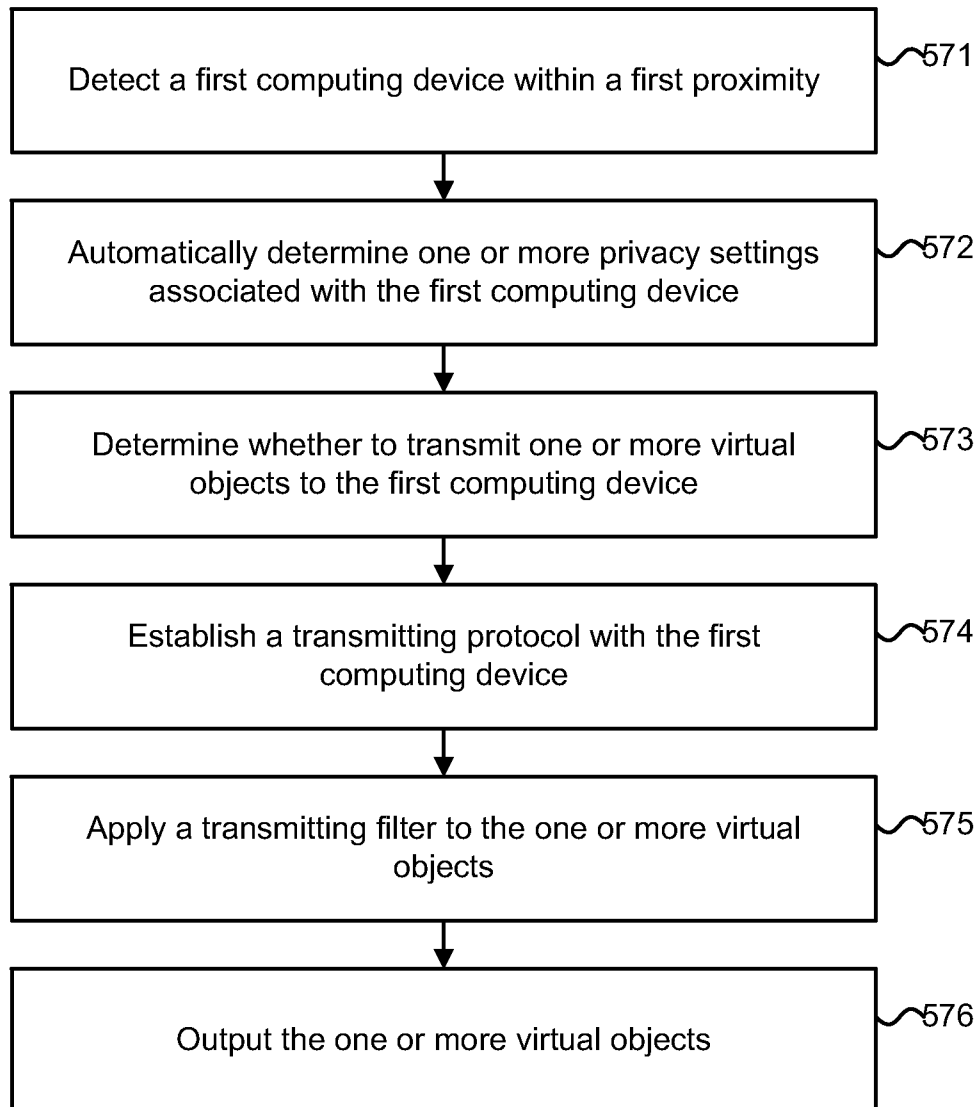 Detect a first computing device within a first proximity
571
Automatically determine one or more privacy settings
associated with the first computing device
572
Determine whether to transmit one or more virtual
objects to the first computing device
573
Establish a transmitting protocol with the first
computing device
574
Apply a transmitting filter to the one or more virtual
objects
575
Output the one or more virtual objects
576